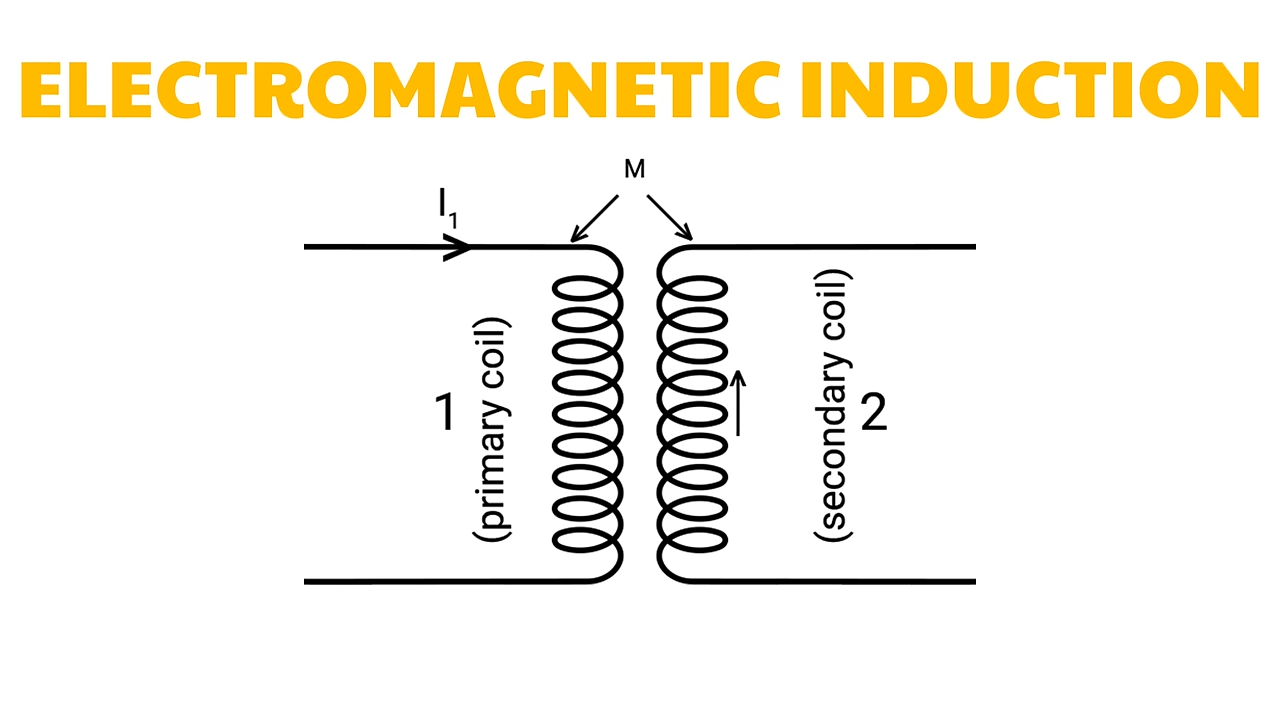 ELECTROMAGNETIC INDUCTION
M
I₁
1
(primary coil)
(secondary coil)
2